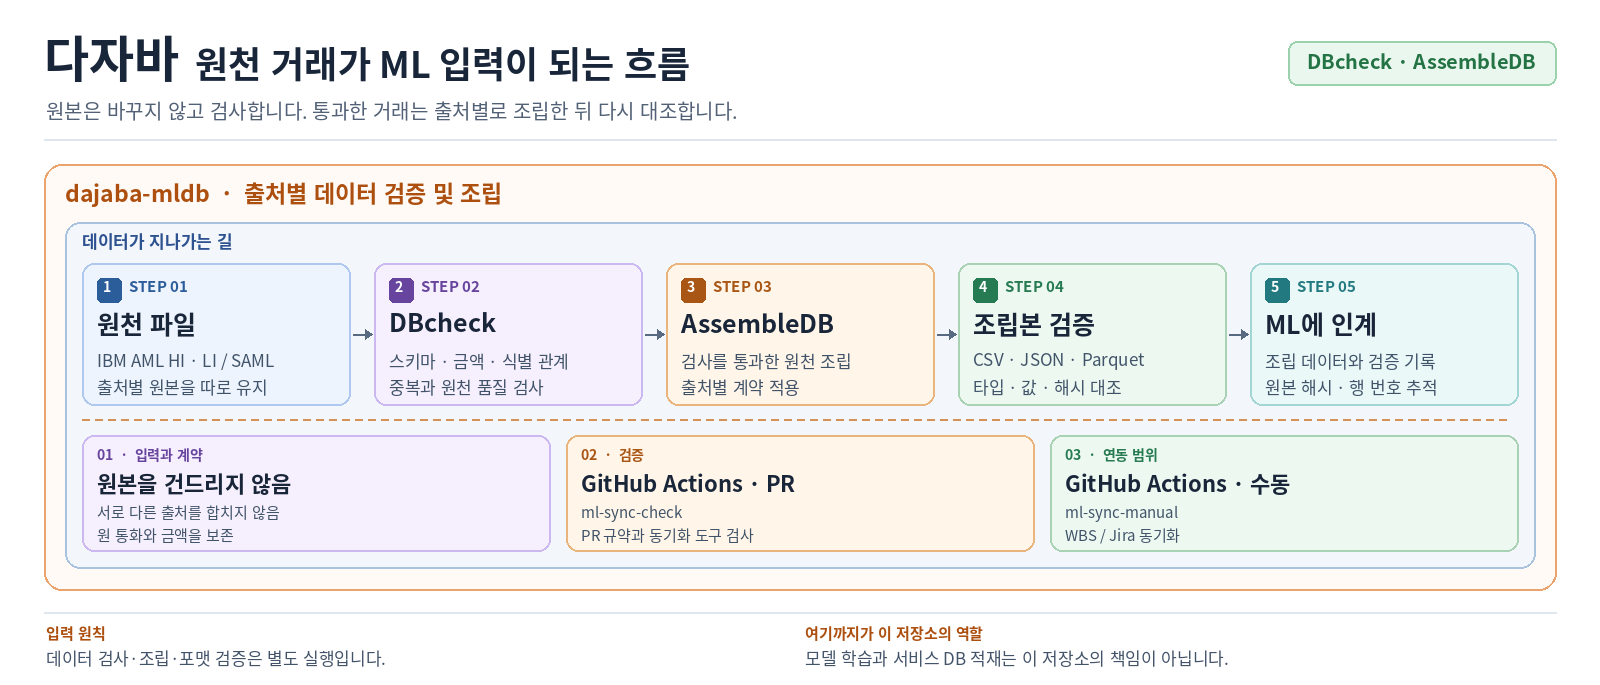 다자바 원천 거래가 ML 입력이 되는 흐름
DBcheck · AssembleDB
원본은 바꾸지 않고 검사합니다. 통과한 거래는 출처별로 조립한 뒤 다시 대조합니다.
dajaba-mldb · 출처별 데이터 검증 및 조립
데이터가 지나가는 길
1 STEP 01
원천 파일
IBM AML HI · LI / SAML
출처별 원본을 따로 유지
2 STEP 02
DBcheck
스키마 · 금액 · 식별 관계
중복과 원천 품질 검사
3 STEP 03
AssembleDB
검사를 통과한 원천 조립
출처별 계약 적용
4 STEP 04
조립본 검증
CSV · JSON · Parquet
타입 · 값 · 해시 대조
5 STEP 05
ML에 인계
조립 데이터와 검증 기록
원본 해시 · 행 번호 추적
01 · 입력과 계약
원본을 건드리지 않음
서로 다른 출처를 합치지 않음
원 통화와 금액을 보존
02 · 검증
GitHub Actions · PR
ml-sync-check
PR 규약과 동기화 도구 검사
03 · 연동 범위
GitHub Actions · 수동
ml-sync-manual
WBS / Jira 동기화
입력 원칙
데이터 검사·조립·포맷 검증은 별도 실행입니다.
여기까지가 이 저장소의 역할
모델 학습과 서비스 DB 적재는 이 저장소의 책임이 아닙니다.